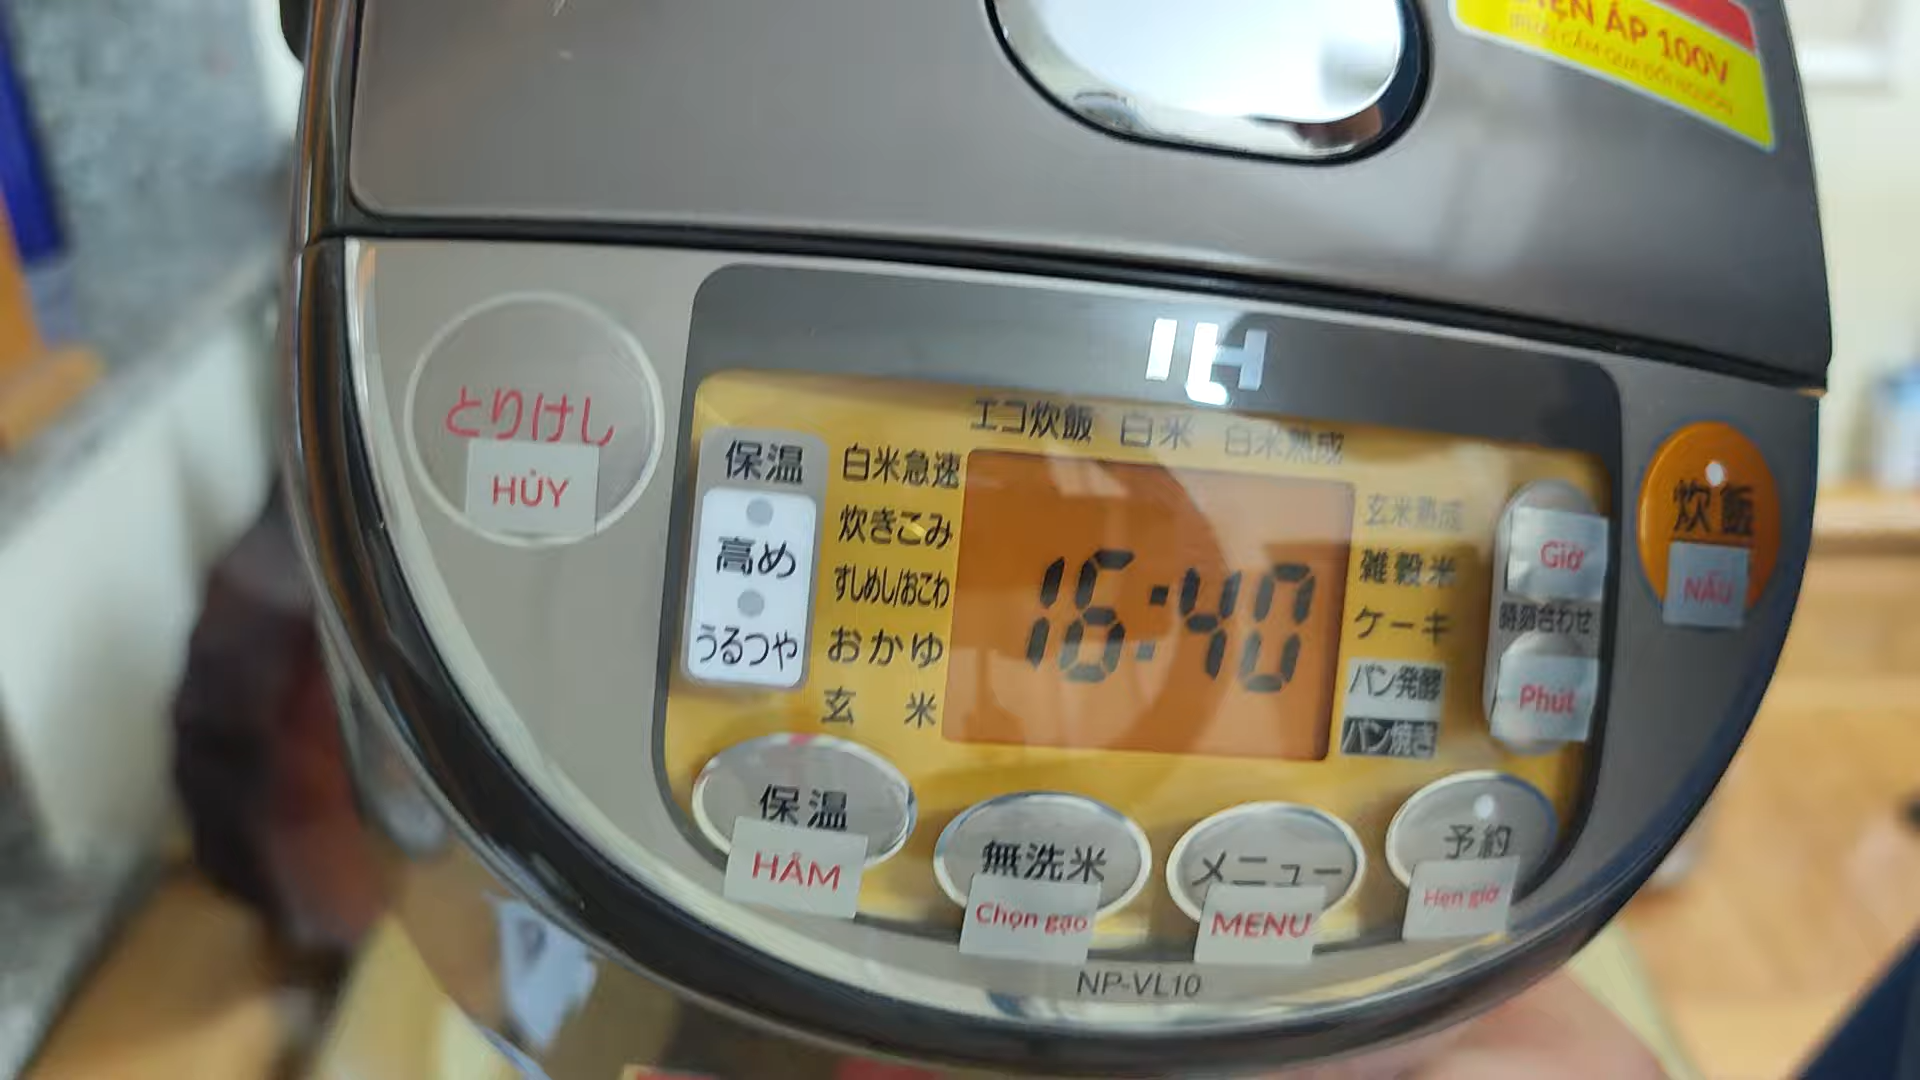 ĐIỆN ÁP 100V
IH
とりけし
HỦY
エコ炊飯 白米 白米熟成
保温
高め
うるつや
白米急速
炊きこみ
すしめし/おこわ
おかゆ
玄米
16:40
玄米熟成
雑穀米
ケーキ
パン発酵
パン焼き
Giờ
時刻合わせ
Phút
炊飯
NẤU
保温
HÂM
無洗米
Chọn gạo
メニュー
MENU
予約
Hẹn giờ
NP-VL10